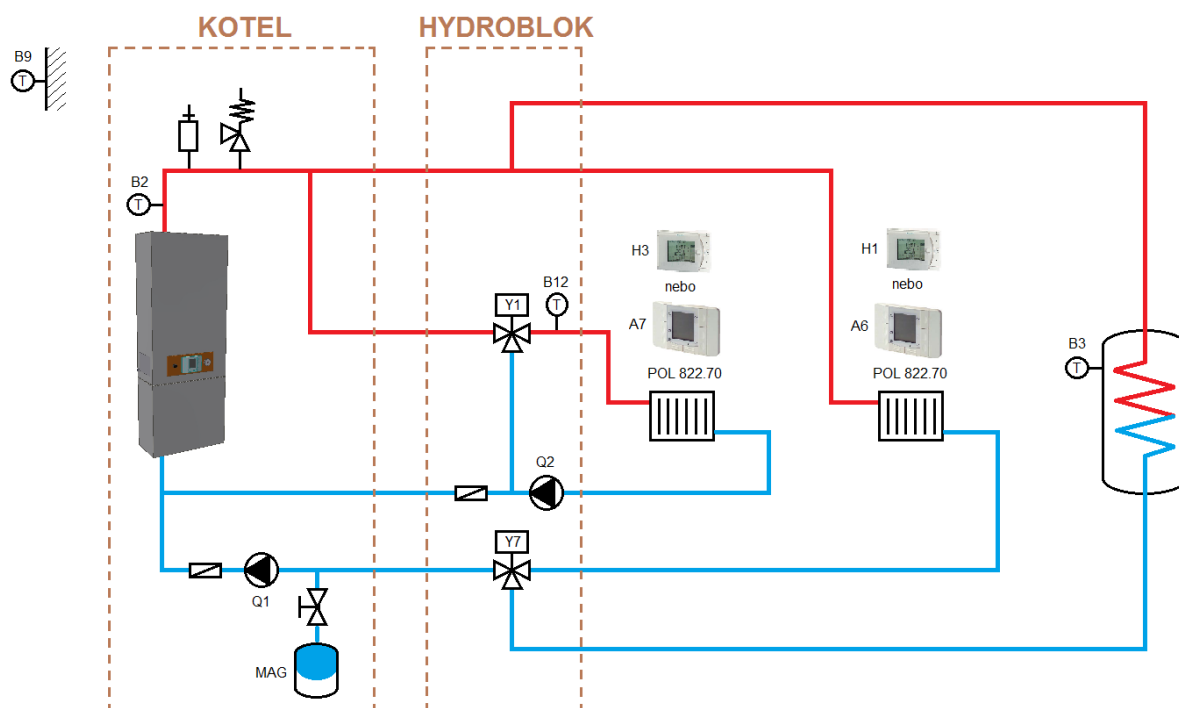 KOTEL
HYDROBLOK
B9
T
B2
T
H3
nebo
A7
POL 822.70
H1
nebo
A6
POL 822.70
Y1
B12
T
B3
T
Q2
Y7
Q1
MAG